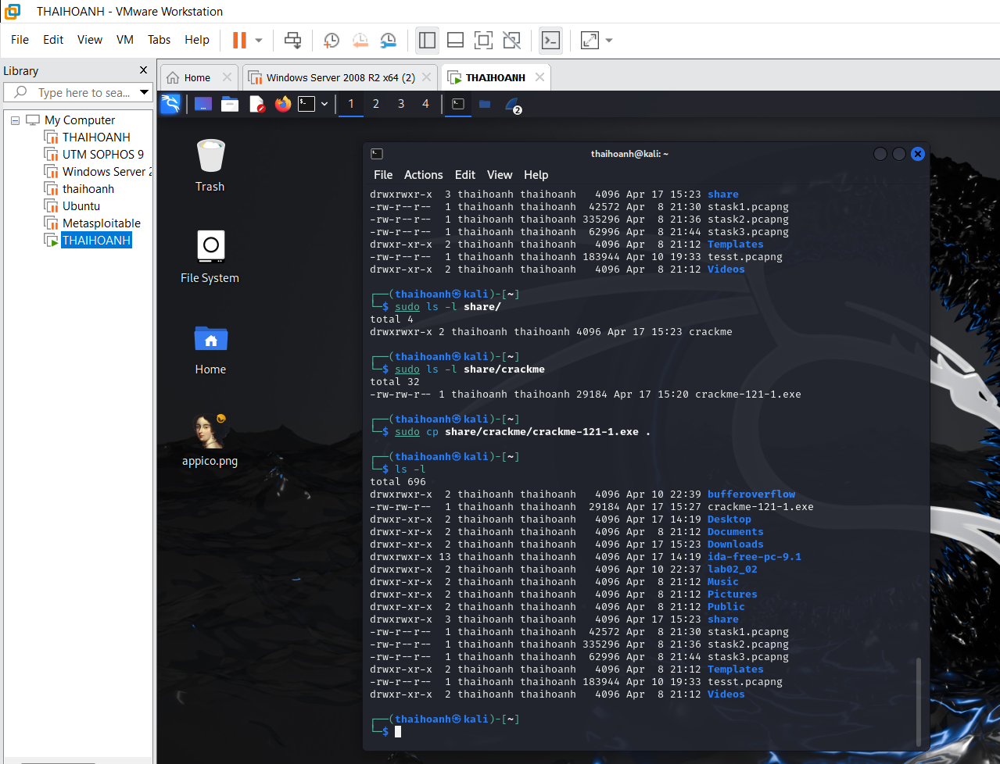 THAIHOANH - VMware Workstation
File Edit View VM Tabs Help
Library
Type here to sea...
My Computer
THAIHOANH
UTM SOPHOS 9
Windows Server 2
thaihoanh
Ubuntu
Metasploitable
THAIHOANH
Home
Windows Server 2008 R2 x64 (2)
THAIHOANH
1 2 3 4
2
Trash
File System
Home
appico.png
thaihoanh@kali: ~
File Actions Edit View Help
drwxrwxr-x  3 thaihoanh thaihoanh   4096 Apr 17 15:23 share
-rw-r--r--  1 thaihoanh thaihoanh  42572 Apr  8 21:30 stask1.pcapng
-rw-r--r--  1 thaihoanh thaihoanh 335296 Apr  8 21:36 stask2.pcapng
-rw-r--r--  1 thaihoanh thaihoanh  62996 Apr  8 21:44 stask3.pcapng
drwxr-xr-x  2 thaihoanh thaihoanh   4096 Apr  8 21:12 Templates
-rw-r--r--  1 thaihoanh thaihoanh 183944 Apr 10 19:33 tesst.pcapng
drwxr-xr-x  2 thaihoanh thaihoanh   4096 Apr  8 21:12 Videos
┌──(thaihoanh㉿kali)-[~]
└─$ sudo ls -l share/
total 4
drwxrwxr-x 2 thaihoanh thaihoanh 4096 Apr 17 15:23 crackme
┌──(thaihoanh㉿kali)-[~]
└─$ sudo ls -l share/crackme
total 32
-rw-rw-r-- 1 thaihoanh thaihoanh 29184 Apr 17 15:20 crackme-121-1.exe
┌──(thaihoanh㉿kali)-[~]
└─$ sudo cp share/crackme/crackme-121-1.exe .
┌──(thaihoanh㉿kali)-[~]
└─$ ls -l
total 696
drwxrwxr-x  2 thaihoanh thaihoanh   4096 Apr 10 22:39 bufferoverflow
-rw-rw-r--  1 thaihoanh thaihoanh  29184 Apr 17 15:27 crackme-121-1.exe
drwxr-xr-x  2 thaihoanh thaihoanh   4096 Apr 17 14:19 Desktop
drwxr-xr-x  2 thaihoanh thaihoanh   4096 Apr  8 21:12 Documents
drwxr-xr-x  2 thaihoanh thaihoanh   4096 Apr 17 15:23 Downloads
drwxrwxr-x 13 thaihoanh thaihoanh   4096 Apr 17 14:19 ida-free-pc-9.1
drwxrwxr-x  2 thaihoanh thaihoanh   4096 Apr 10 22:37 lab02_02
drwxr-xr-x  2 thaihoanh thaihoanh   4096 Apr  8 21:12 Music
drwxr-xr-x  2 thaihoanh thaihoanh   4096 Apr  8 21:12 Pictures
drwxr-xr-x  2 thaihoanh thaihoanh   4096 Apr  8 21:12 Public
drwxrwxr-x  3 thaihoanh thaihoanh   4096 Apr 17 15:23 share
-rw-r--r--  1 thaihoanh thaihoanh  42572 Apr  8 21:30 stask1.pcapng
-rw-r--r--  1 thaihoanh thaihoanh 335296 Apr  8 21:36 stask2.pcapng
-rw-r--r--  1 thaihoanh thaihoanh  62996 Apr  8 21:44 stask3.pcapng
drwxr-xr-x  2 thaihoanh thaihoanh   4096 Apr  8 21:12 Templates
-rw-r--r--  1 thaihoanh thaihoanh 183944 Apr 10 19:33 tesst.pcapng
drwxr-xr-x  2 thaihoanh thaihoanh   4096 Apr  8 21:12 Videos
┌──(thaihoanh㉿kali)-[~]
└─$